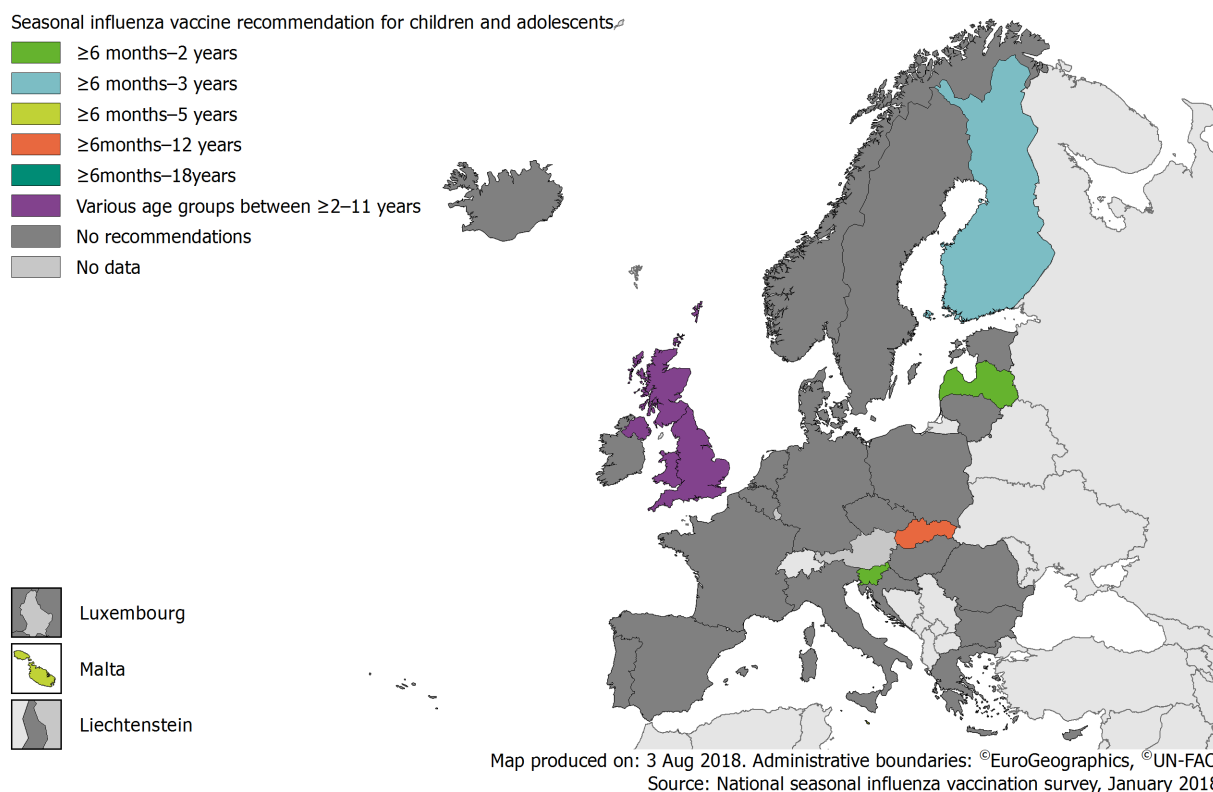 Seasonal influenza vaccine recommendation for children and adolescents
≥6 months–2 years
≥6 months–3 years
≥6 months–5 years
≥6months–12 years
≥6months–18years
Various age groups between ≥2–11 years
No recommendations
No data
Luxembourg
Malta
Liechtenstein
Map produced on: 3 Aug 2018. Administrative boundaries: ©EuroGeographics, ©UN-FAO
Source: National seasonal influenza vaccination survey, January 2018